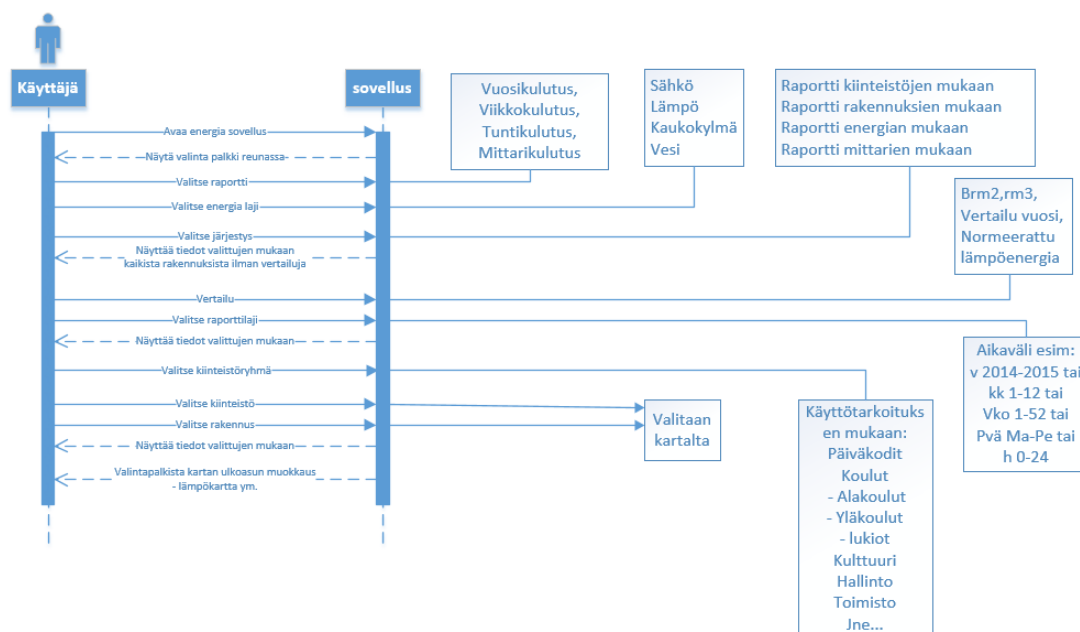 Käyttäjä
sovellus
Vuosikulutus,
Viikkokulutus,
Tuntikulutus,
Mittarikulutus
Sähkö
Lämpö
Kaukokylmä
Vesi
Raportti kiinteistöjen mukaan
Raportti rakennuksien mukaan
Raportti energian mukaan
Raportti mittarien mukaan
Avaa energia sovellus
Näytä valinta palkki reunassa
Valitse raportti
Valitse energia laji
Valitse järjestys
Näyttää tiedot valittujen mukaan
kaikista rakennuksista ilman vertailuja
Brm2,rm3,
Vertailu vuosi,
Normeerattu
lämpöenergia
Vertailu
Valitse raporttilaji
Näyttää tiedot valittujen mukaan
Aikaväli esim:
v 2014-2015 tai
kk 1-12 tai
Vko 1-52 tai
Pvä Ma-Pe tai
h 0-24
Valitse kiinteistöryhmä
Valitse kiinteistö
Valitse rakennus
Valitaan
kartalta
Näyttää tiedot valittujen mukaan
Valintapalkista kartan ulkoasun muokkaus
- lämpökartta ym.
Käyttötarkoituks
en mukaan:
Päiväkodit
Koulut
- Alakoulut
- Yläkoulut
- lukiot
Kulttuuri
Hallinto
Toimisto
Jne...